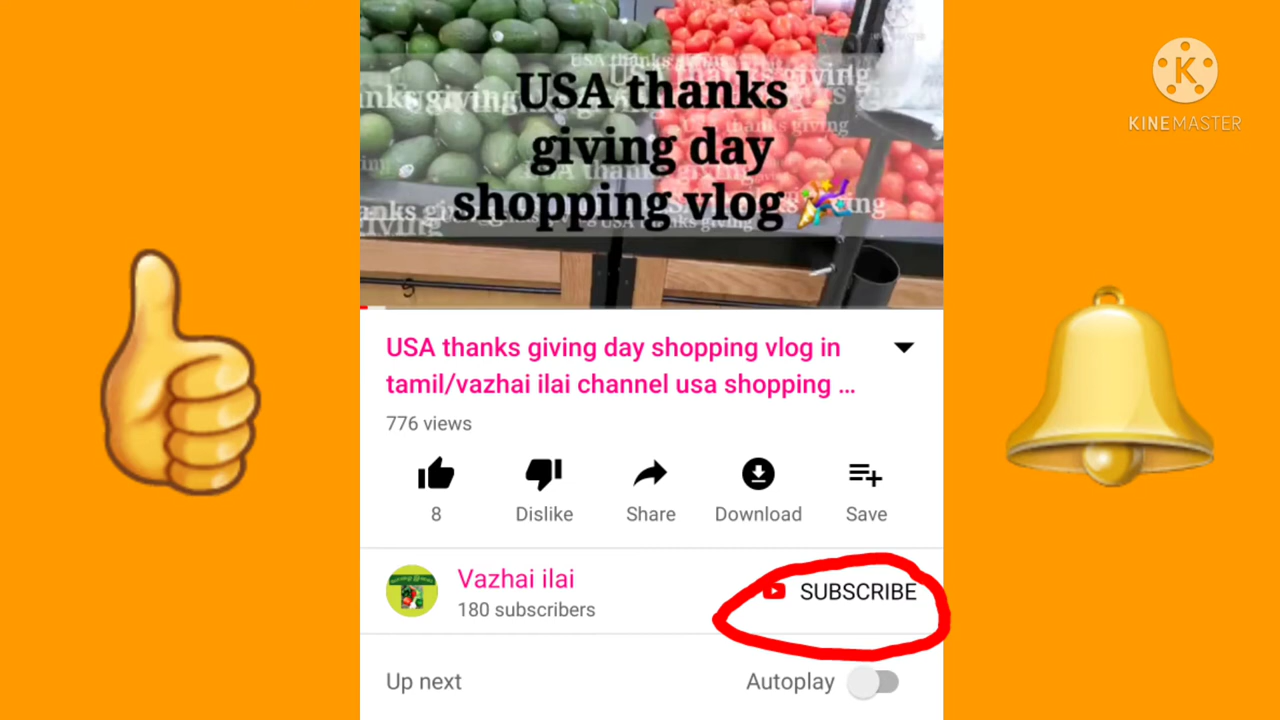 USA thanks
giving day
shopping vlog
K
KINEMASTER
USA thanks giving day shopping vlog in
tamil/vazhai ilai channel usa shopping ...
776 views
8
Dislike
Share
Download
Save
Vazhai ilai
180 subscribers
SUBSCRIBE
Up next
Autoplay